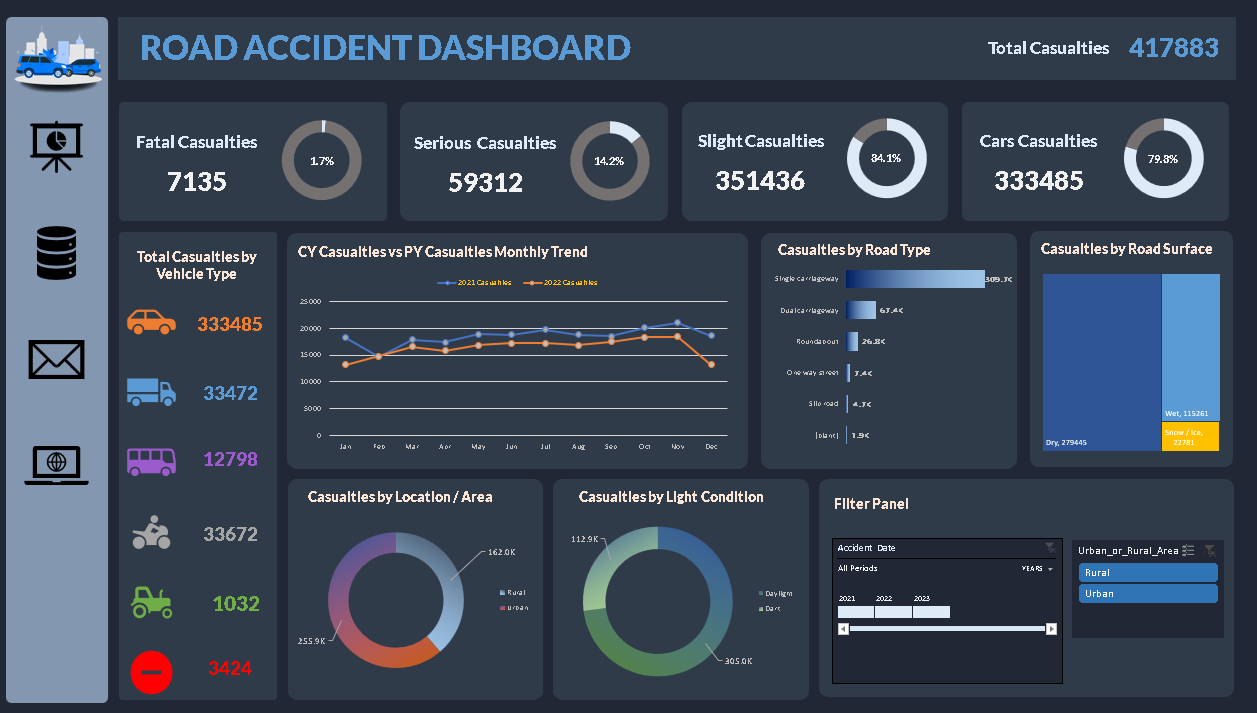 ROAD ACCIDENT DASHBOARD
Total Casualties 417883
Fatal Casualties
7135
1.7%
Serious Casualties
59312
14.2%
Slight Casualties
351436
84.1%
Cars Casualties
333485
79.8%
Total Casualties by
Vehicle Type
333485
33472
12798
33672
1032
3424
CY Casualties vs PY Casualties Monthly Trend
2021 Casualties 2022 Casualties
25000
20000
15000
10000
5000
0
Jan Feb Mar Apr May Jun Jul Aug Sep Oct Nov Dec
Casualties by Road Type
Single carriageway 309.7K
Dual carriageway 67.4K
Roundabout 26.8K
One way street 7.4K
Slip road 4.7K
(blank) 1.9K
Casualties by Road Surface
Dry, 279445
Wet, 115261
Snow / Ice,
22781
Casualties by Location / Area
162.0K
255.9K
Rural
Urban
Casualties by Light Condition
112.9K
305.0K
Daylight
Dark
Filter Panel
Accident Date
All Periods YEARS
2021 2022 2023
Urban_or_Rural_Area
Rural
Urban